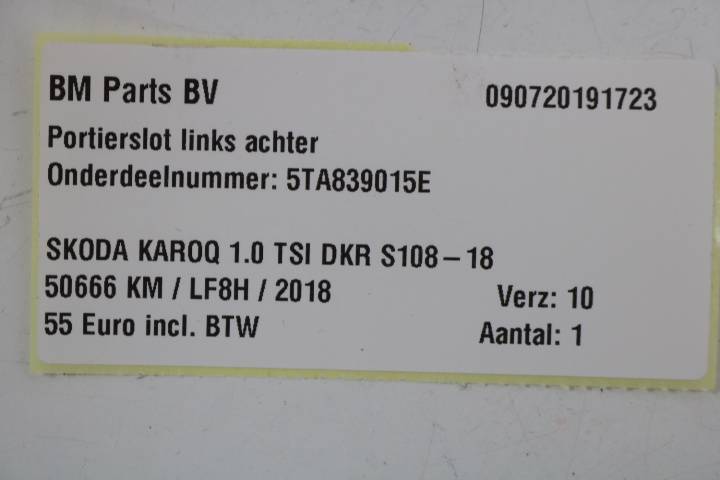 BM Parts BV 090720191723
Portierslot links achter
Onderdeelnummer: 5TA839015E
SKODA KAROQ 1.0 TSI DKR S108-18
50666 KM / LF8H / 2018 Verz: 10
55 Euro incl. BTW Aantal: 1